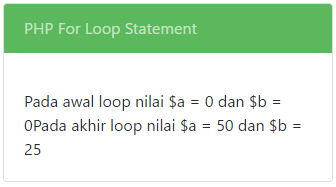 PHP For Loop Statement
Pada awal loop nilai $a = 0 dan $b =
0Pada akhir loop nilai $a = 50 dan $b =
25